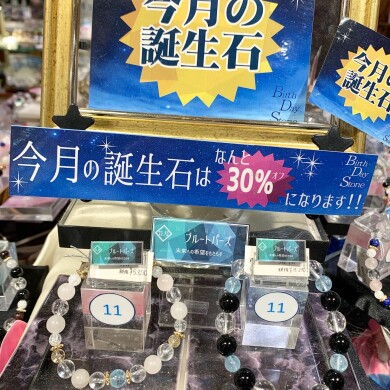 今月の
誕生石
Birth
Day
Stone
今月の
誕生石
Birth
Day
Stone
今月の誕生石は
なんと
30%オフ
になります!!
Birth
Day
Stone
ブルートパーズ
ブルートパーズ
ブルートパーズ
11
11